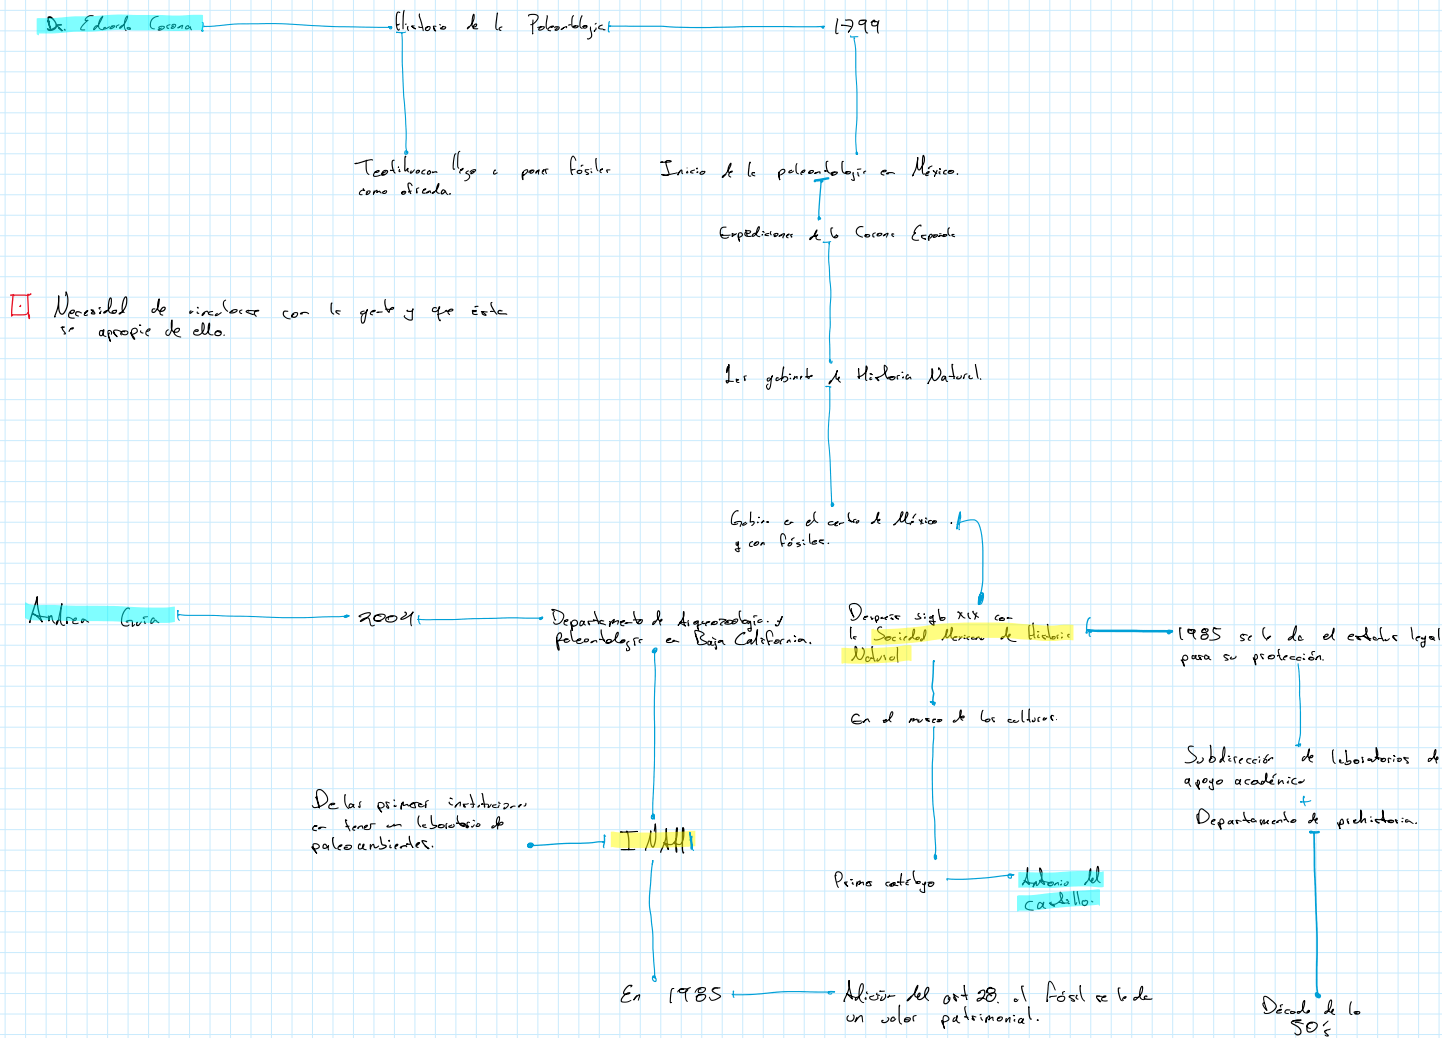 Dr. Eduardo Corona
Historia de la Paleontología
1799
Teotihuacan llego a poner fósiles
como ofrenda.
Inicio de la paleontología en México.
Expediciones de la Corona Española
Necesidad de vincularse con la gente y que ésta
se apropie de ello.
1er gabinete de Historia Natural.
Gabin en el centro de México.
y con fósiles.
Andrea Guía
2004
Departamento de Arqueozoología y
paleontología en Baja California.
Después siglo XIX con
la Sociedad Mexicana de Historia
Natural
1985 se le da el estatus legal
para su protección.
En el museo de las culturas.
Subdirección de laboratorios de
apoyo académico
+
Departamento de prehistoria.
De las primeras instituciones
en tener un laboratorio de
paleoambientes.
INAH
Primer catálogo
Antonio del
Castillo.
En 1985
Adición del art 28. al fósil se le da
un valor patrimonial.
Década de lo
50's